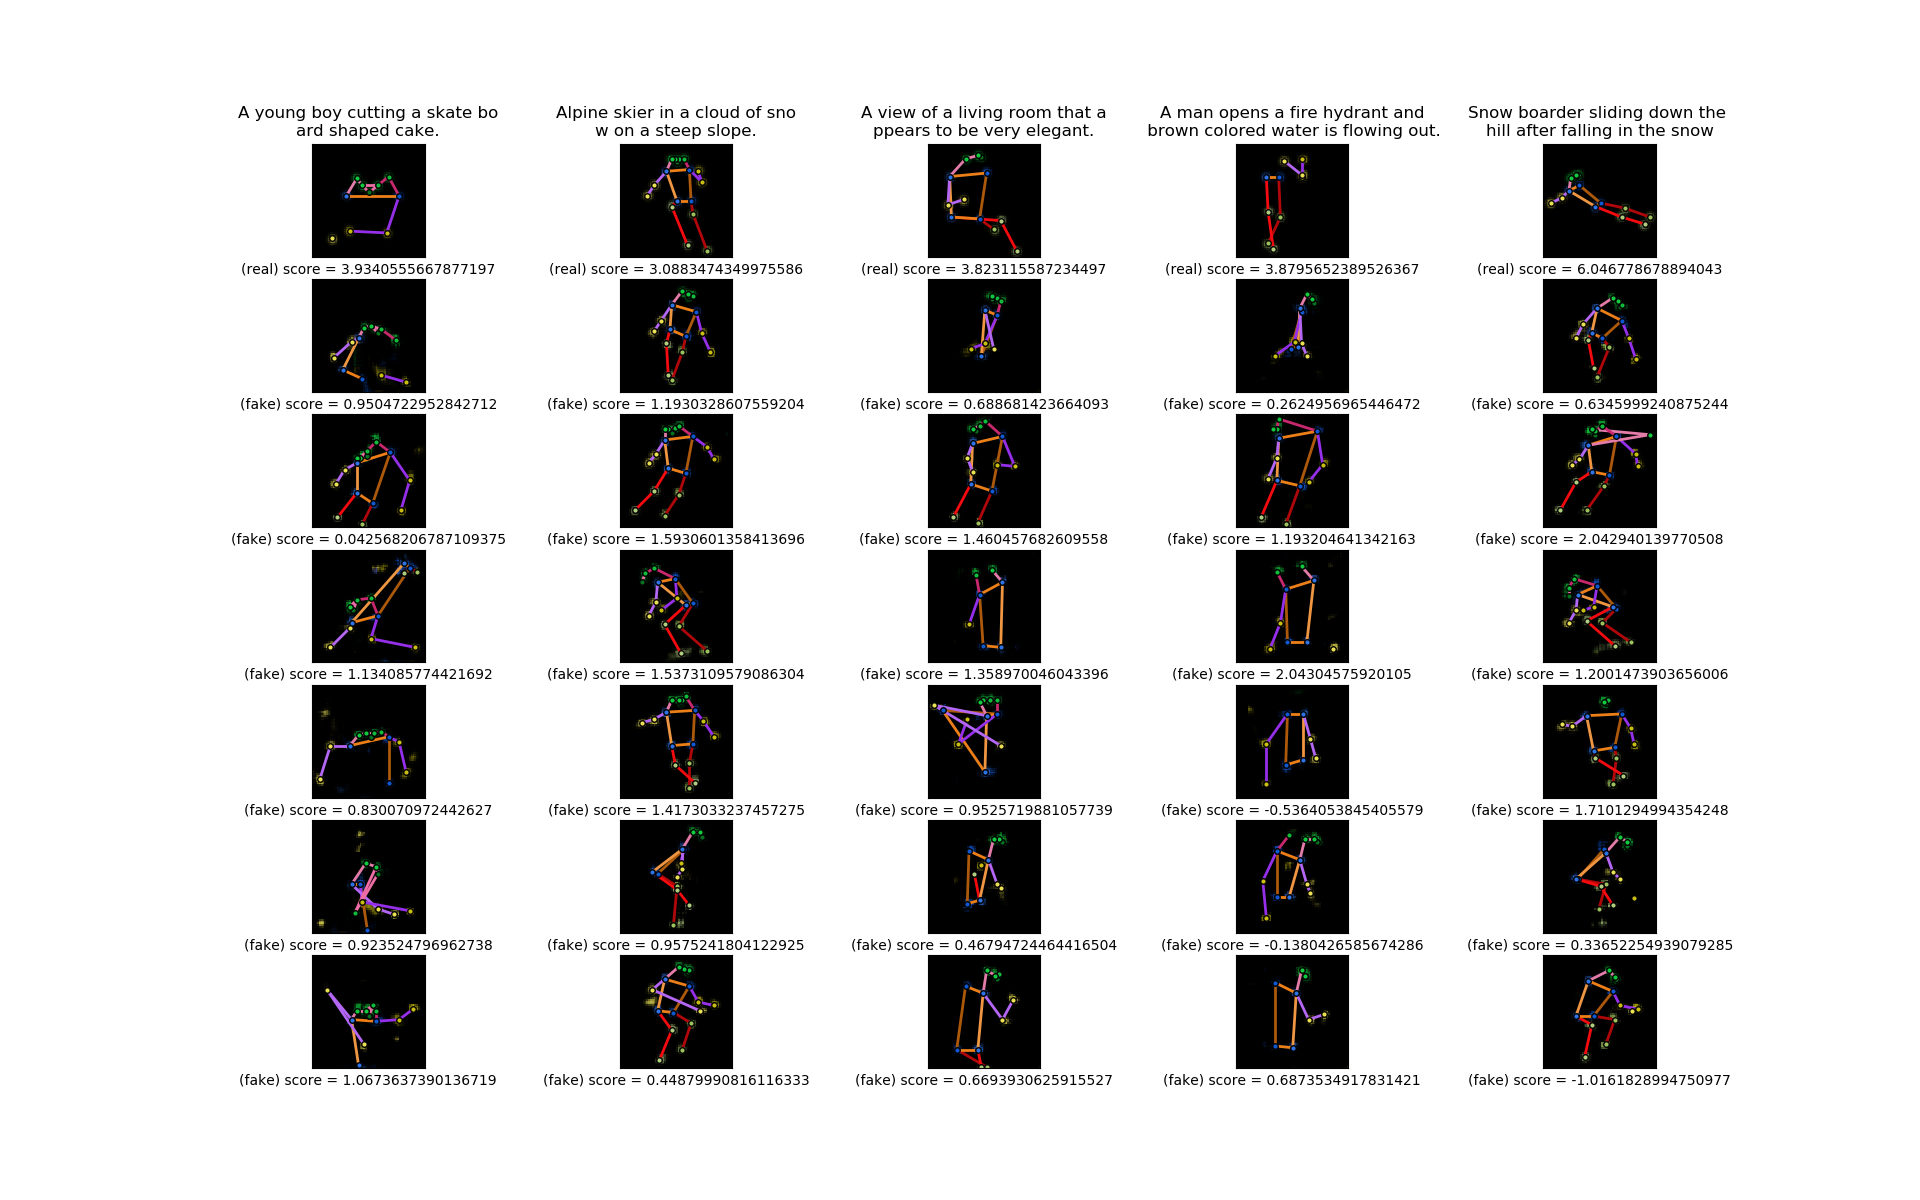 A young boy cutting a skate bo
ard shaped cake.
Alpine skier in a cloud of sno
w on a steep slope.
A view of a living room that a
ppears to be very elegant.
A man opens a fire hydrant and
brown colored water is flowing out.
Snow boarder sliding down the
hill after falling in the snow
(real) score = 3.9340555667877197
(real) score = 3.0883474349975586
(real) score = 3.823115587234497
(real) score = 3.8795652389526367
(real) score = 6.046778678894043
(fake) score = 0.9504722952842712
(fake) score = 1.1930328607559204
(fake) score = 0.688681423664093
(fake) score = 0.2624956965446472
(fake) score = 0.6345999240875244
(fake) score = 0.042568206787109375
(fake) score = 1.5930601358413696
(fake) score = 1.460457682609558
(fake) score = 1.193204641342163
(fake) score = 2.042940139770508
(fake) score = 1.134085774421692
(fake) score = 1.5373109579086304
(fake) score = 1.358970046043396
(fake) score = 2.04304575920105
(fake) score = 1.2001473903656006
(fake) score = 0.830070972442627
(fake) score = 1.4173033237457275
(fake) score = 0.9525719881057739
(fake) score = -0.5364053845405579
(fake) score = 1.7101294994354248
(fake) score = 0.923524796962738
(fake) score = 0.9575241804122925
(fake) score = 0.46794724464416504
(fake) score = -0.1380426585674286
(fake) score = 0.33652254939079285
(fake) score = 1.0673637390136719
(fake) score = 0.44879990816116333
(fake) score = 0.6693930625915527
(fake) score = 0.6873534917831421
(fake) score = -1.0161828994750977